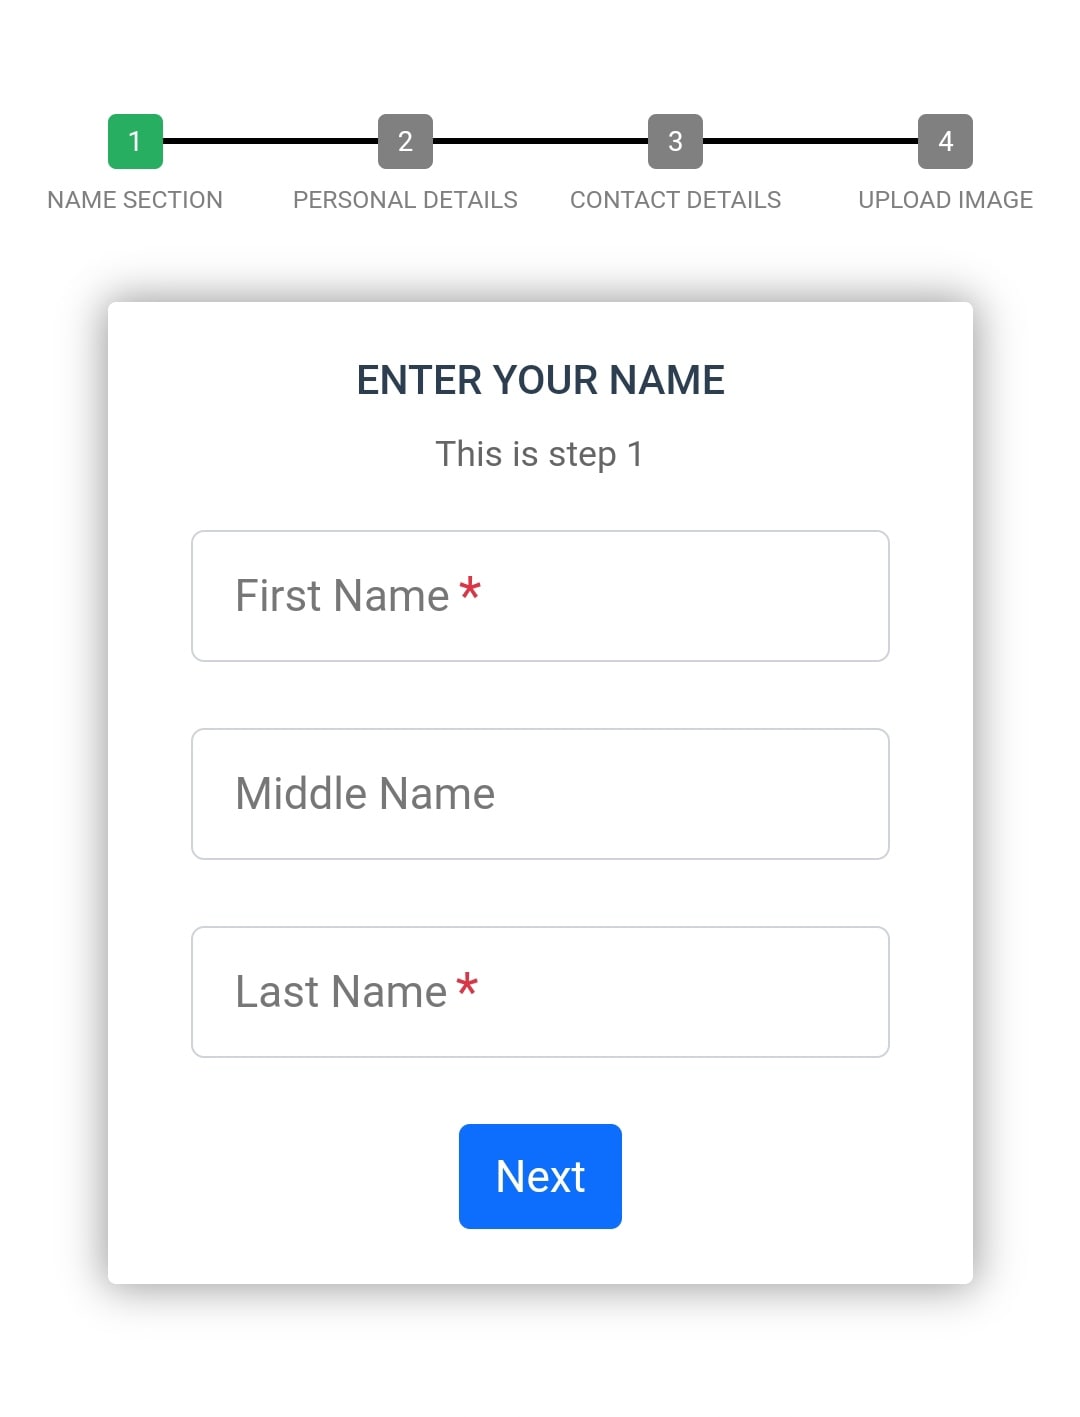 1 2 3 4
NAME SECTION PERSONAL DETAILS CONTACT DETAILS UPLOAD IMAGE
ENTER YOUR NAME
This is step 1
First Name *
Middle Name
Last Name *
Next